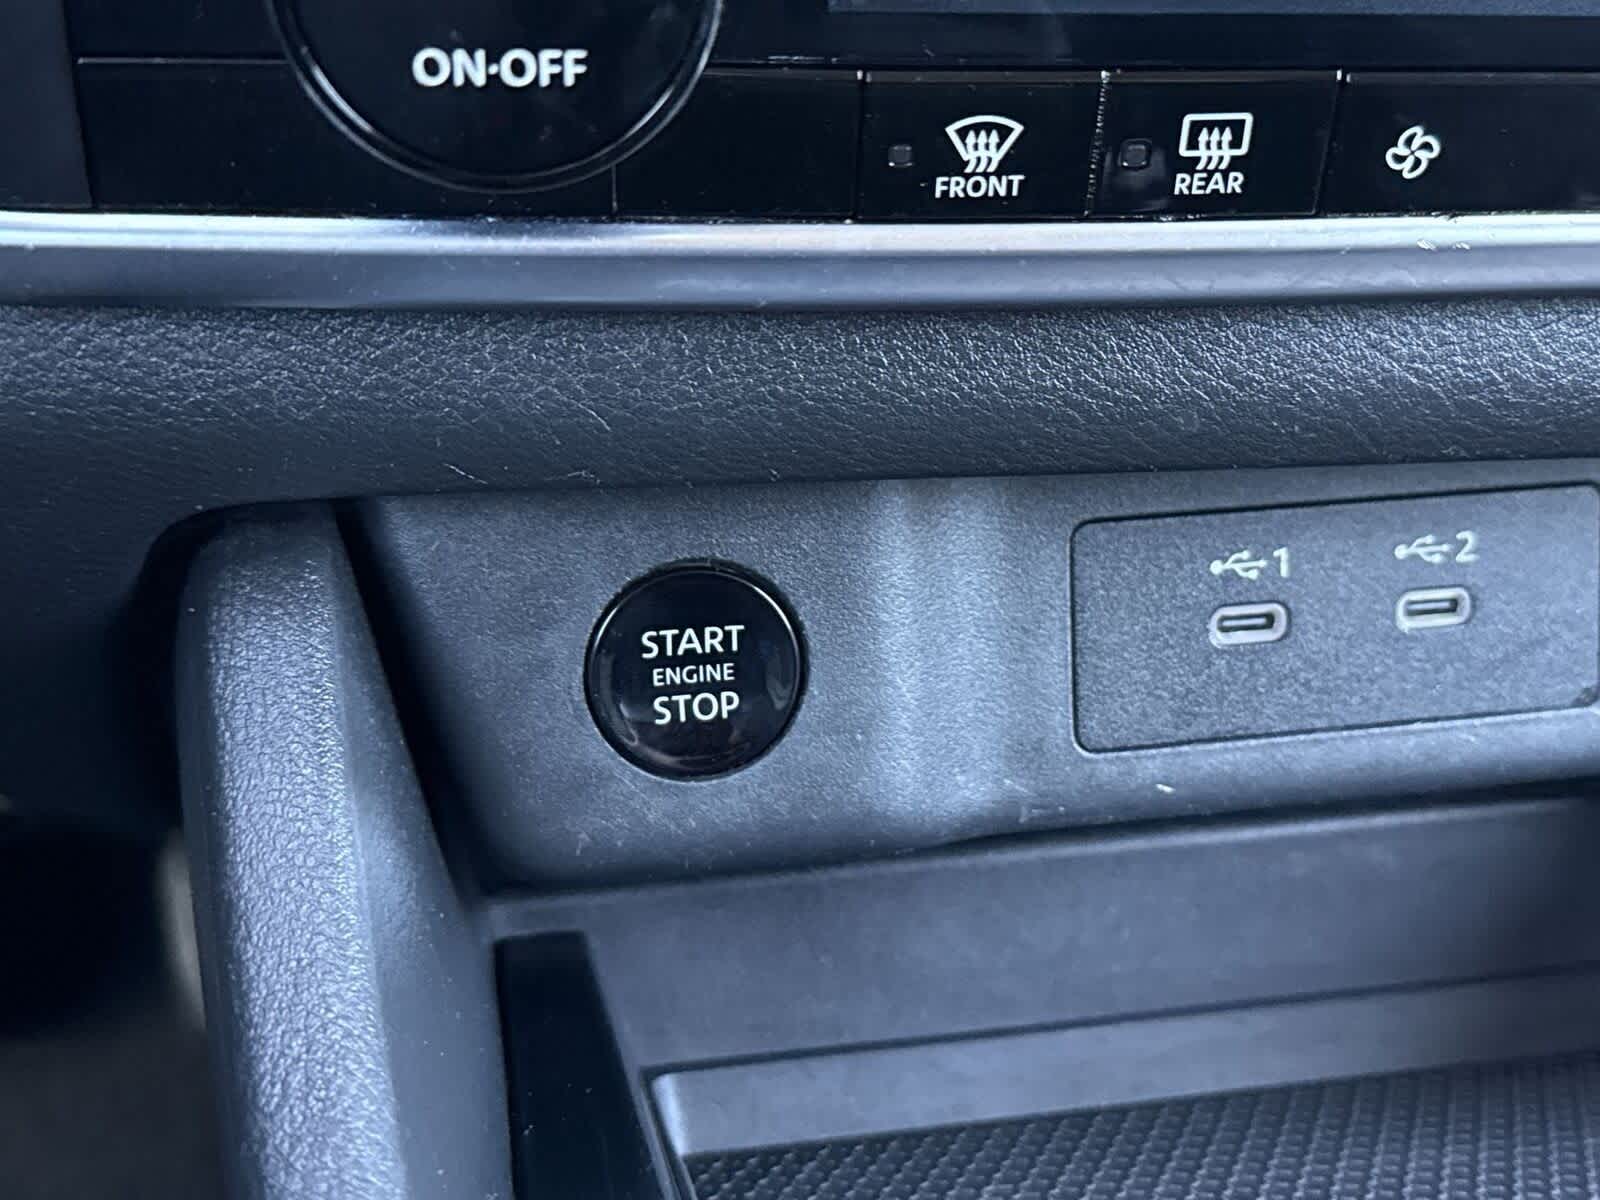 ON·OFF
FRONT
REAR
1
2
START
ENGINE
STOP